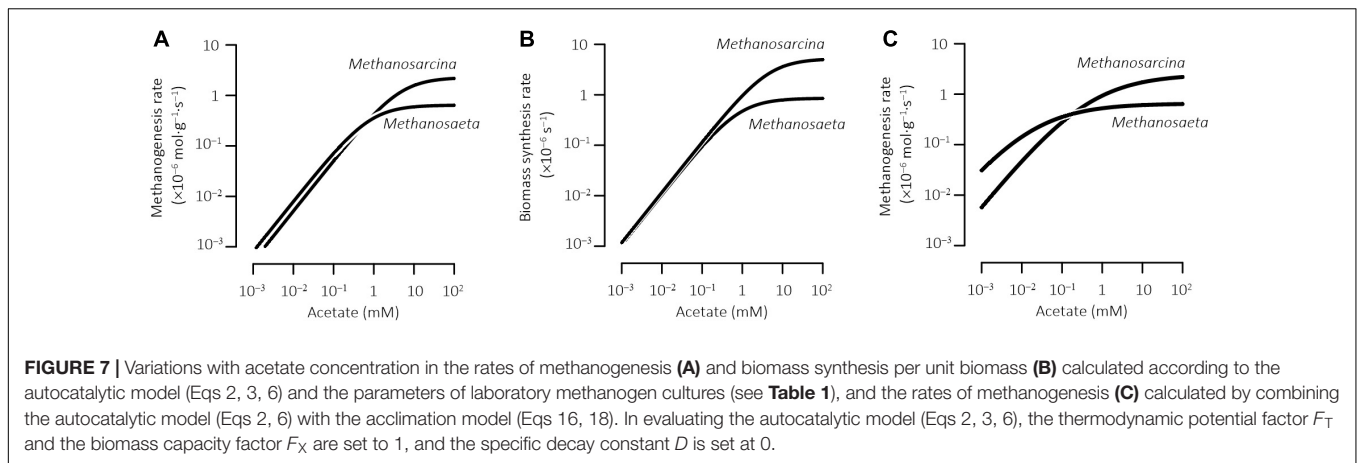 A
Methanogenesis rate
(×10⁻⁶ mol·g⁻¹·s⁻¹)
10
1
10⁻¹
10⁻²
10⁻³
Methanosarcina
Methanosaeta
10⁻³ 10⁻² 10⁻¹ 1 10 10²
Acetate (mM)
B
Biomass synthesis rate
(×10⁻⁶ s⁻¹)
10
1
10⁻¹
10⁻²
10⁻³
Methanosarcina
Methanosaeta
10⁻³ 10⁻² 10⁻¹ 1 10 10²
Acetate (mM)
C
Methanogenesis rate
(×10⁻⁶ mol·g⁻¹·s⁻¹)
10
1
10⁻¹
10⁻²
10⁻³
Methanosarcina
Methanosaeta
10⁻³ 10⁻² 10⁻¹ 1 10 10²
Acetate (mM)
FIGURE 7 | Variations with acetate concentration in the rates of methanogenesis (A) and biomass synthesis per unit biomass (B) calculated according to the
autocatalytic model (Eqs 2, 3, 6) and the parameters of laboratory methanogen cultures (see Table 1), and the rates of methanogenesis (C) calculated by combining
the autocatalytic model (Eqs 2, 6) with the acclimation model (Eqs 16, 18). In evaluating the autocatalytic model (Eqs 2, 3, 6), the thermodynamic potential factor F_T
and the biomass capacity factor F_X are set to 1, and the specific decay constant D is set at 0.